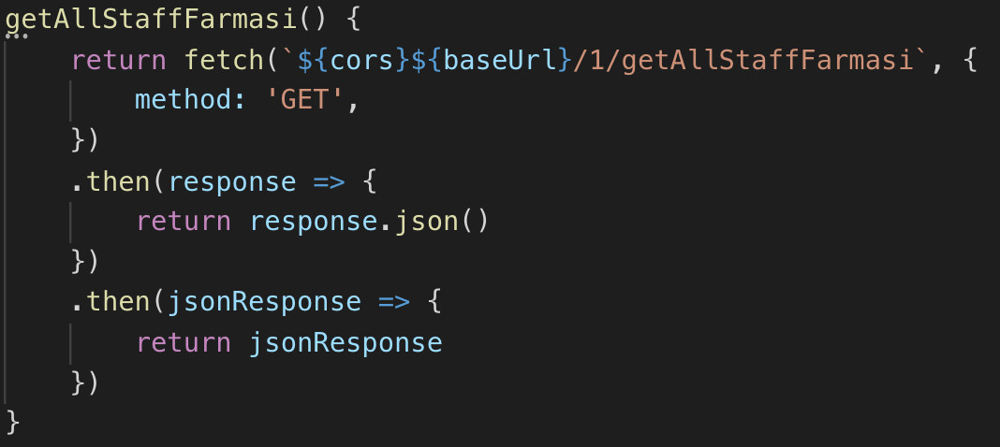 getAllStaffFarmasi() {
    return fetch(`${cors}${baseUrl}/1/getAllStaffFarmasi`, {
        method: 'GET',
    })
    .then(response => {
        return response.json()
    })
    .then(jsonResponse => {
        return jsonResponse
    })
}